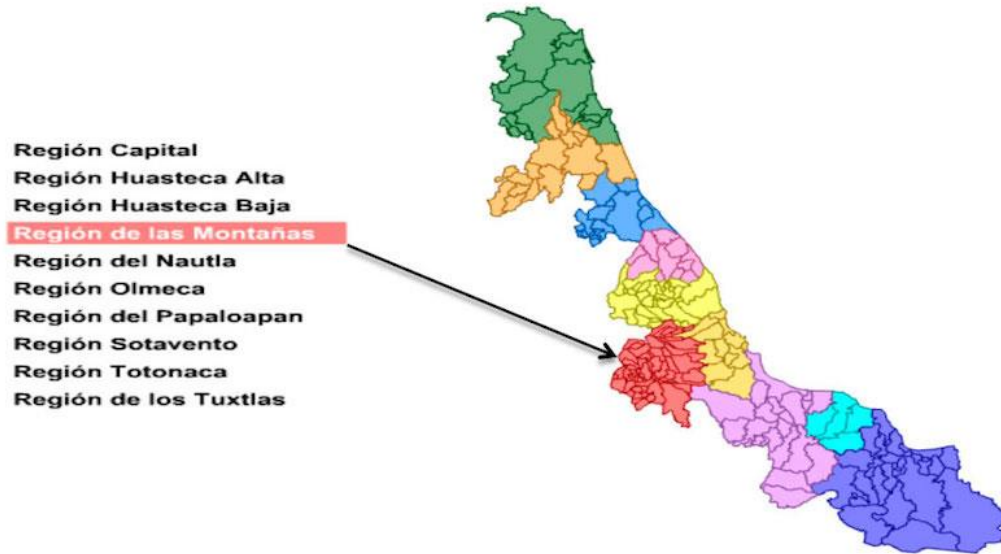 Región Capital
Región Huasteca Alta
Región Huasteca Baja
Región de las Montañas
Región del Nautla
Región Olmeca
Región del Papaloapan
Región Sotavento
Región Totonaca
Región de los Tuxtlas